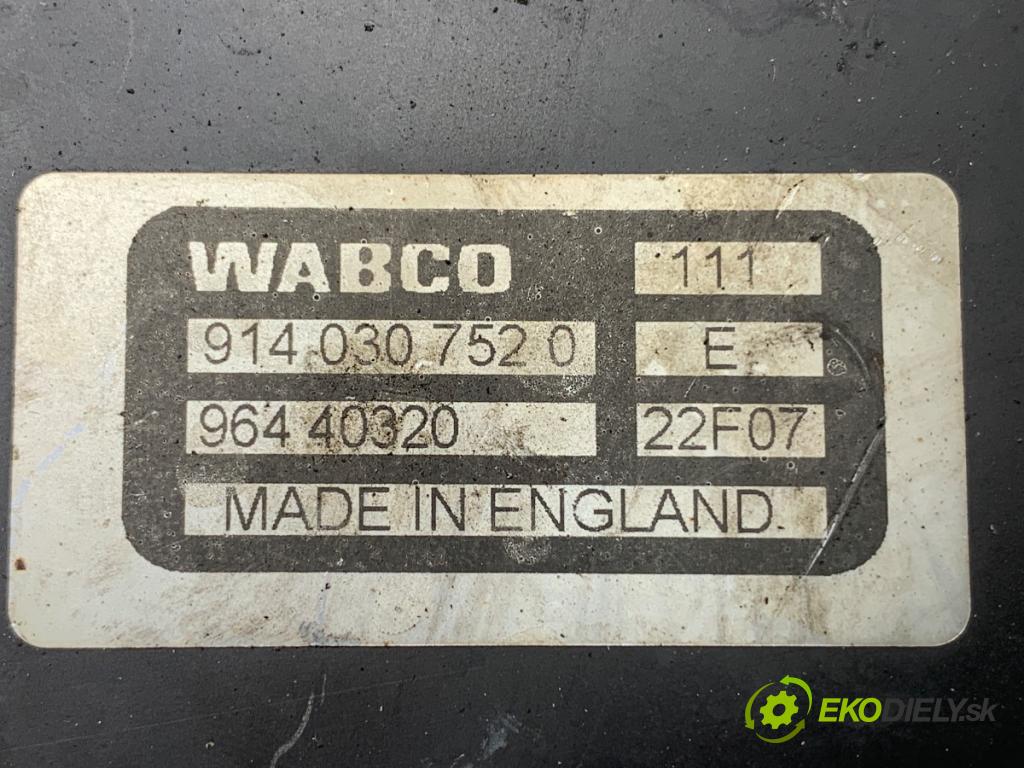 WABCO 111
914 030 752 0 E
964 40320 22F07
MADE IN ENGLAND
EKODIELY.sk